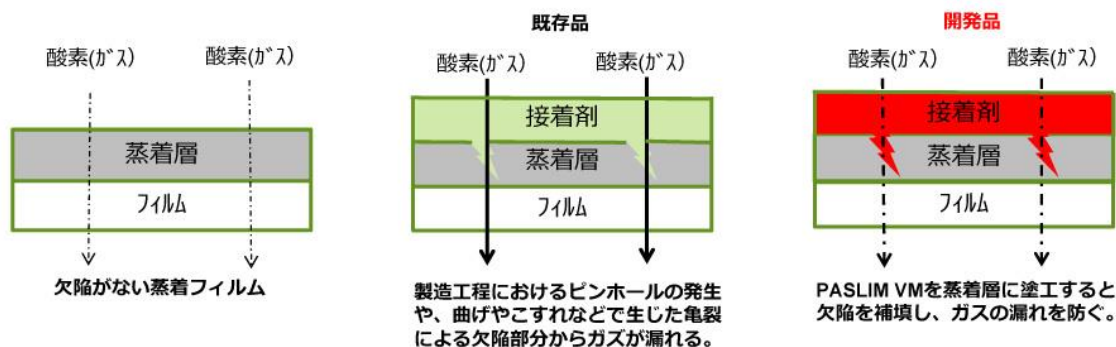 酸素(ｶﾞｽ)
酸素(ｶﾞｽ)
蒸着層
ﾌｨﾙﾑ
欠陥がない蒸着フィルム
既存品
酸素(ｶﾞｽ)
酸素(ｶﾞｽ)
接着剤
蒸着層
ﾌｨﾙﾑ
製造工程におけるピンホールの発生
や、曲げやこすれなどで生じた亀裂
による欠陥部分からガズが漏れる。
開発品
酸素(ｶﾞｽ)
酸素(ｶﾞｽ)
接着剤
蒸着層
ﾌｨﾙﾑ
PASLIM VMを蒸着層に塗工すると
欠陥を補填し、ガスの漏れを防ぐ。